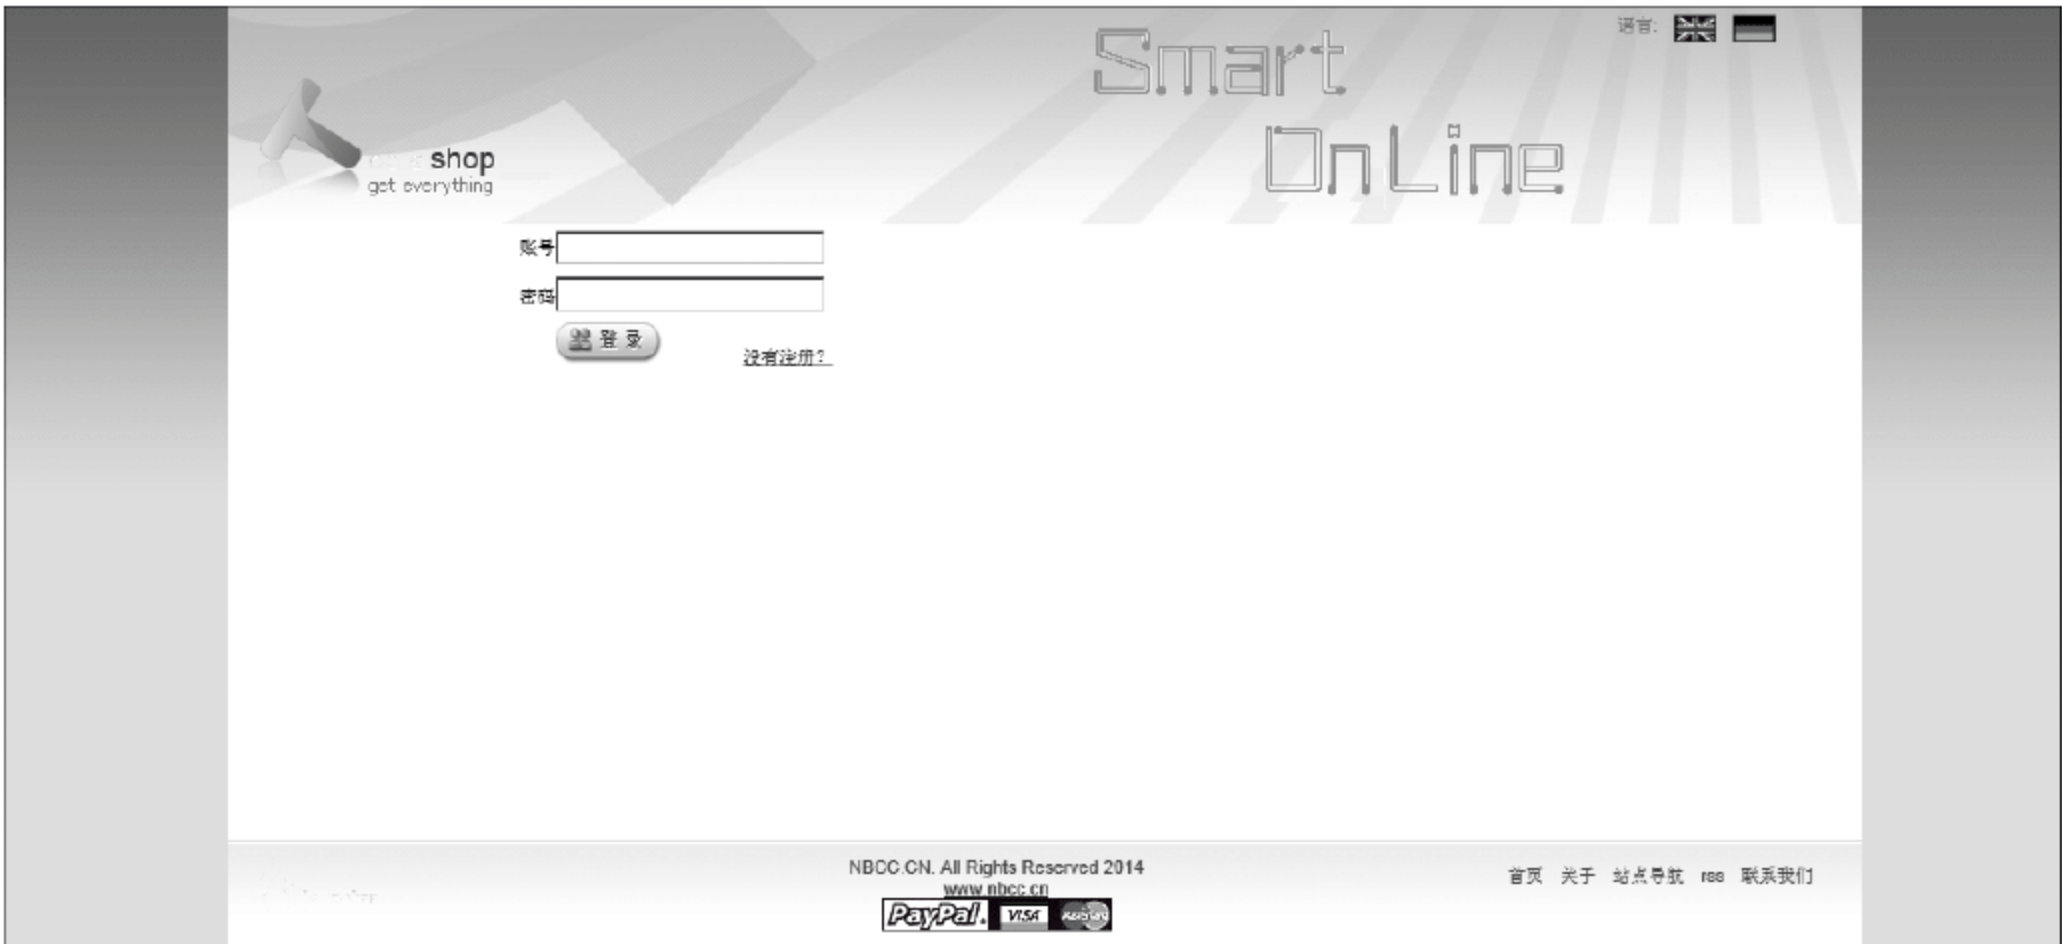 语言:
Smart
OnLine
shop
get everything
账号
密码
登录
没有注册?
NBCC.CN. All Rights Reserved 2014
www.nbcc.cn
PayPal. VISA MasterCard
首页 关于 站点导航 rss 联系我们